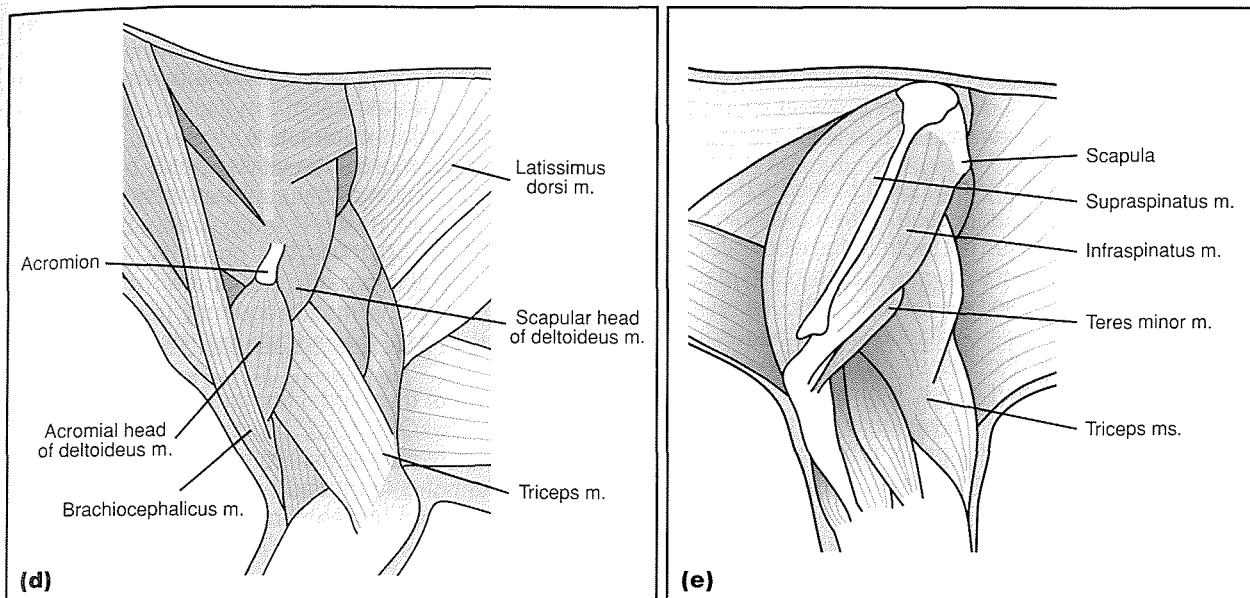 Latissimus
dorsi m.
Acromion
Scapular head
of deltoideus m.
Acromial head
of deltoideus m.
Brachiocephalicus m.
Triceps m.
(d)
Scapula
Supraspinatus m.
Infraspinatus m.
Teres minor m.
Triceps ms.
(e)